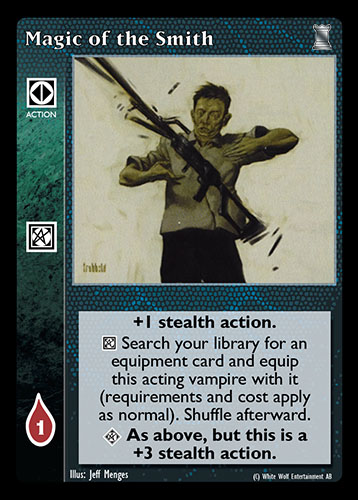 Magic of the Smith
ACTION
+1 stealth action.
Search your library for an
equipment card and equip
this acting vampire with it
(requirements and cost apply
as normal). Shuffle afterward.
As above, but this is a
+3 stealth action.
1
Illus: Jeff Menges
(C) White Wolf Entertainment AB